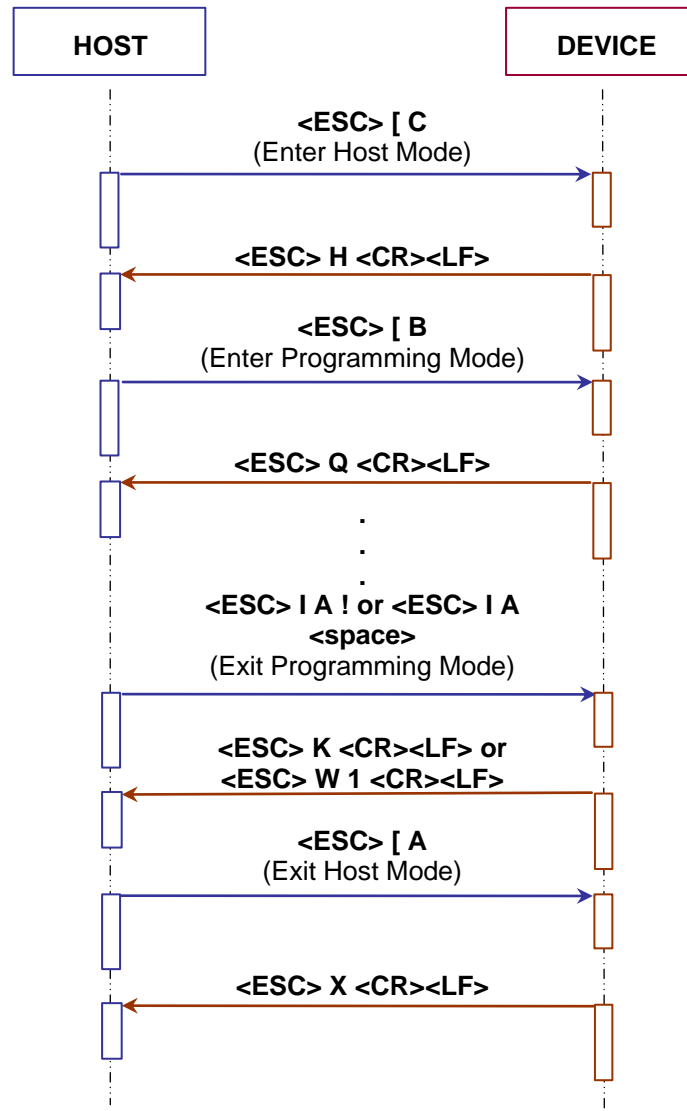 HOST
DEVICE
<ESC> [ C
(Enter Host Mode)
<ESC> H <CR><LF>
<ESC> [ B
(Enter Programming Mode)
<ESC> Q <CR><LF>
.
.
.
<ESC> I A ! or <ESC> I A
<space>
(Exit Programming Mode)
<ESC> K <CR><LF> or
<ESC> W 1 <CR><LF>
<ESC> [ A
(Exit Host Mode)
<ESC> X <CR><LF>